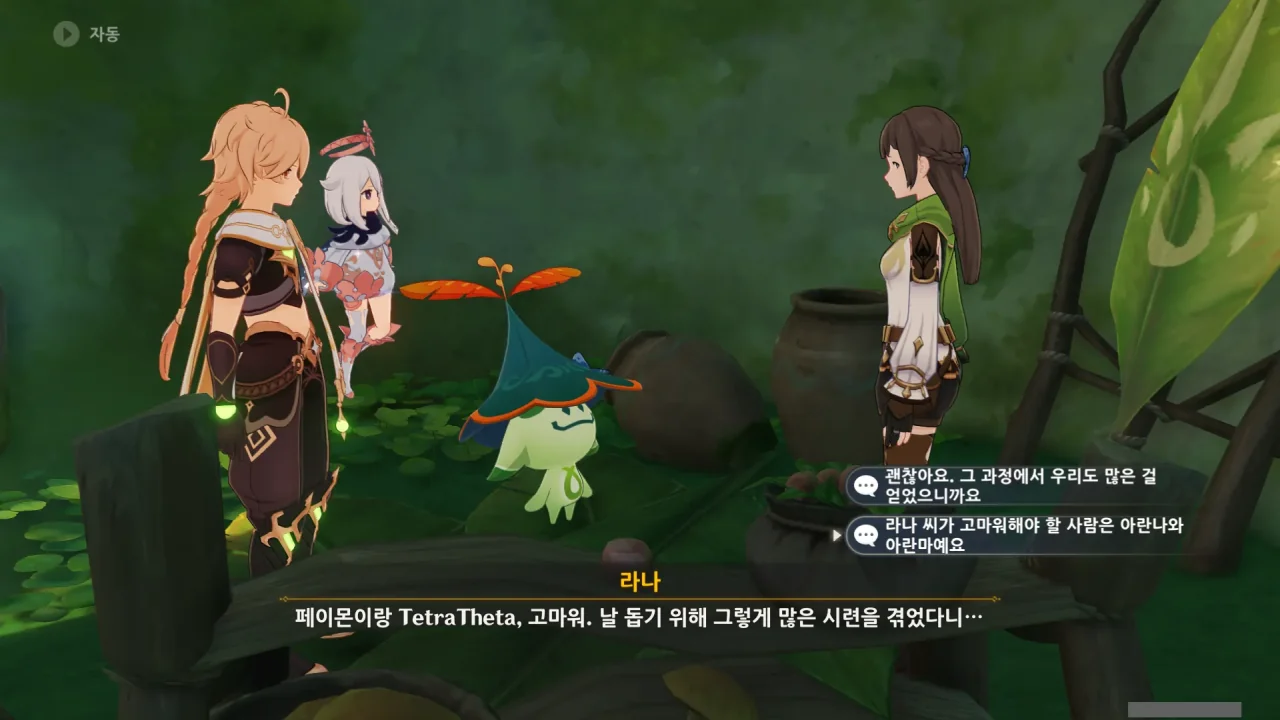 자동
괜찮아요. 그 과정에서 우리도 많은 걸
얻었으니까요
라나 씨가 고마워해야 할 사람은 아란나와
아란마예요
라나
페이몬이랑 TetraTheta, 고마워. 날 돕기 위해 그렇게 많은 시련을 겪었다니…